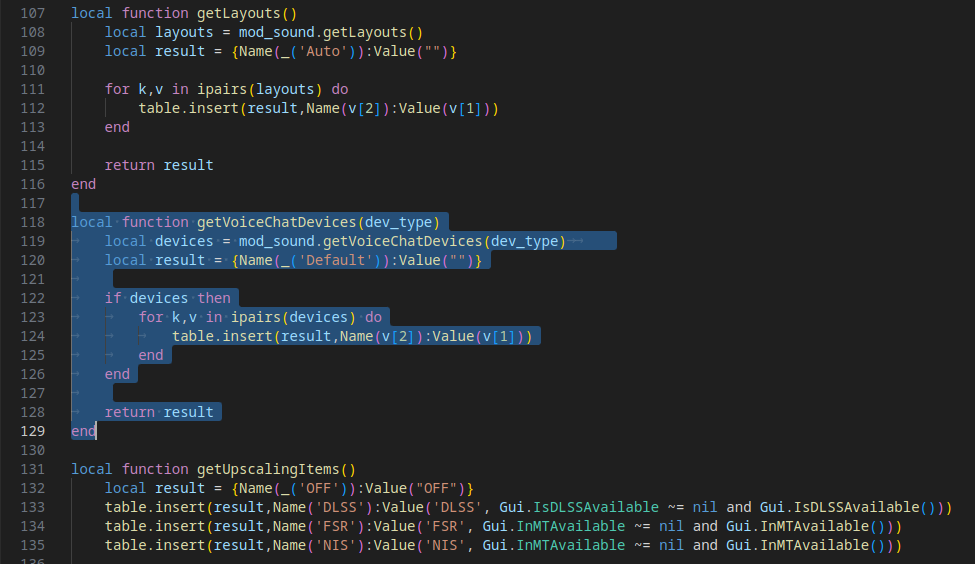 107 local function getLayouts()
108     local layouts = mod_sound.getLayouts()
109     local result = {Name(_('Auto')):Value("")}
110
111     for k,v in ipairs(layouts) do
112         table.insert(result,Name(v[2]):Value(v[1]))
113     end
114
115     return result
116 end
117
118 local function getVoiceChatDevices(dev_type)
119     local devices = mod_sound.getVoiceChatDevices(dev_type)
120     local result = {Name(_('Default')):Value("")}
121
122     if devices then
123         for k,v in ipairs(devices) do
124             table.insert(result,Name(v[2]):Value(v[1]))
125         end
126     end
127
128     return result
129 end
130
131 local function getUpscalingItems()
132     local result = {Name(_('OFF')):Value("OFF")}
133     table.insert(result,Name('DLSS'):Value('DLSS', Gui.IsDLSSAvailable ~= nil and Gui.IsDLSSAvailable()))
134     table.insert(result,Name('FSR'):Value('FSR', Gui.InMTAvailable ~= nil and Gui.InMTAvailable()))
135     table.insert(result,Name('NIS'):Value('NIS', Gui.InMTAvailable ~= nil and Gui.InMTAvailable()))
136